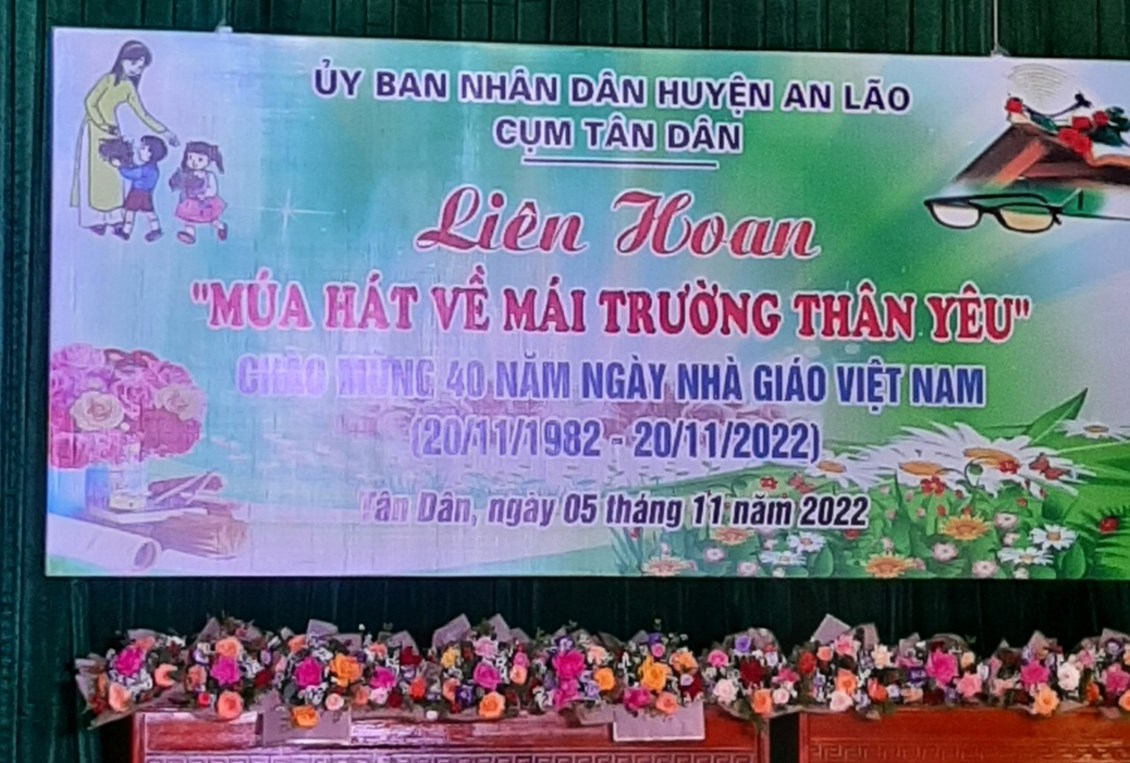 ỦY BAN NHÂN DÂN HUYỆN AN LÃO
CỤM TÂN DÂN
Liên Hoan
"MÚA HÁT VỀ MÁI TRƯỜNG THÂN YÊU"
CHÀO MỪNG 40 NĂM NGÀY NHÀ GIÁO VIỆT NAM
(20/11/1982 - 20/11/2022)
Tân Dân, ngày 05 tháng 11 năm 2022